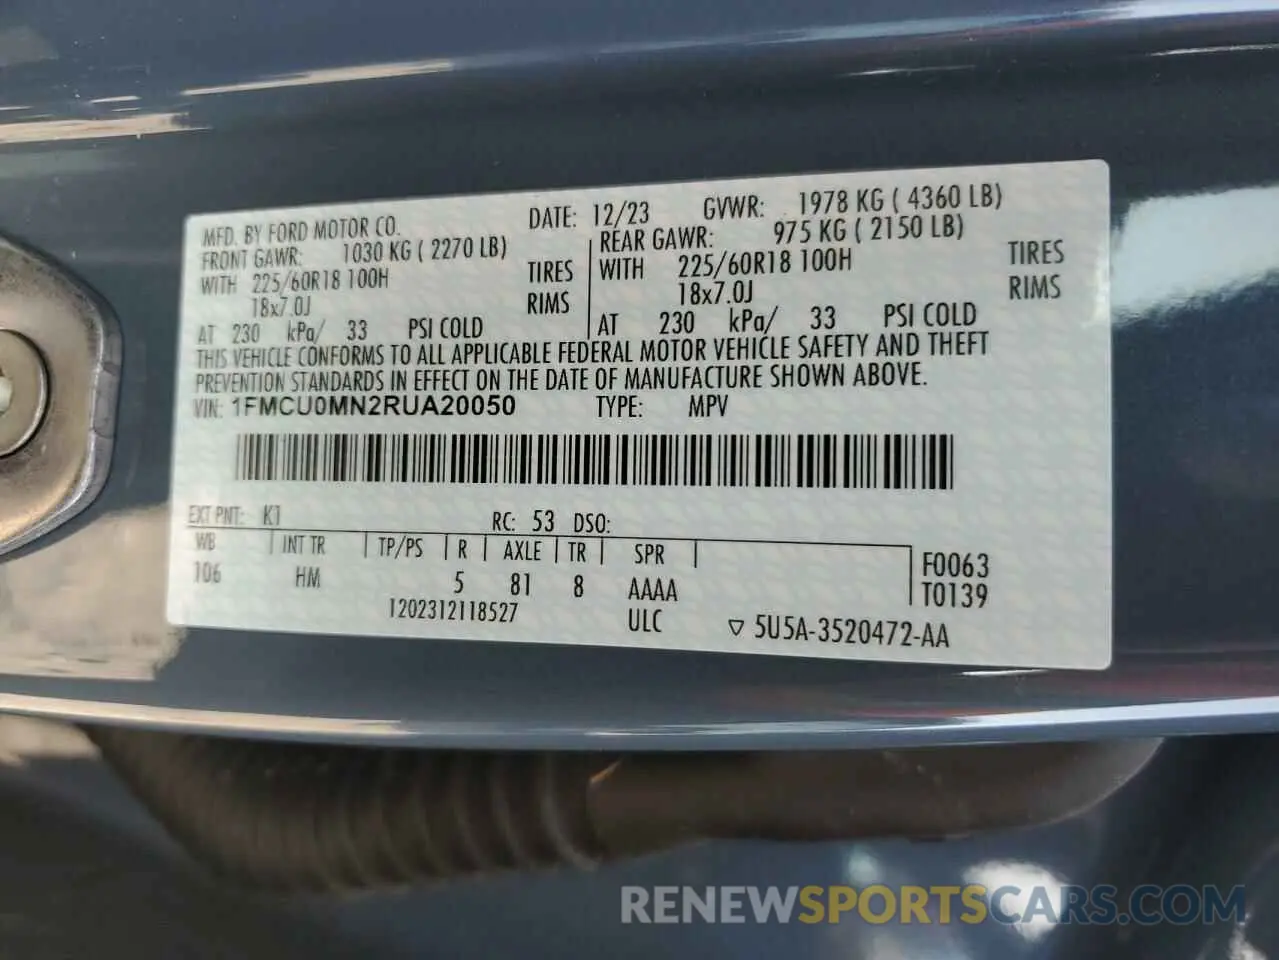 MFD. BY FORD MOTOR CO. DATE: 12/23 GVWR: 1978 KG ( 4360 LB)
FRONT GAWR: 1030 KG ( 2270 LB) REAR GAWR: 975 KG ( 2150 LB)
WITH 225/60R18 100H TIRES WITH 225/60R18 100H TIRES
18x7.0J RIMS 18x7.0J RIMS
AT 230 kPa/ 33 PSI COLD AT 230 kPa/ 33 PSI COLD
THIS VEHICLE CONFORMS TO ALL APPLICABLE FEDERAL MOTOR VEHICLE SAFETY AND THEFT
PREVENTION STANDARDS IN EFFECT ON THE DATE OF MANUFACTURE SHOWN ABOVE.
VIN: 1FMCU0MN2RUA20050 TYPE: MPV
EXT PNT: K1 RC: 53 DSO:
WB INT TR TP/PS R AXLE TR SPR F0063
106 HM 5 81 8 AAAA T0139
1202312118527 ULC ▽ 5U5A-3520472-AA
RENEWSPORTSCARS.COM